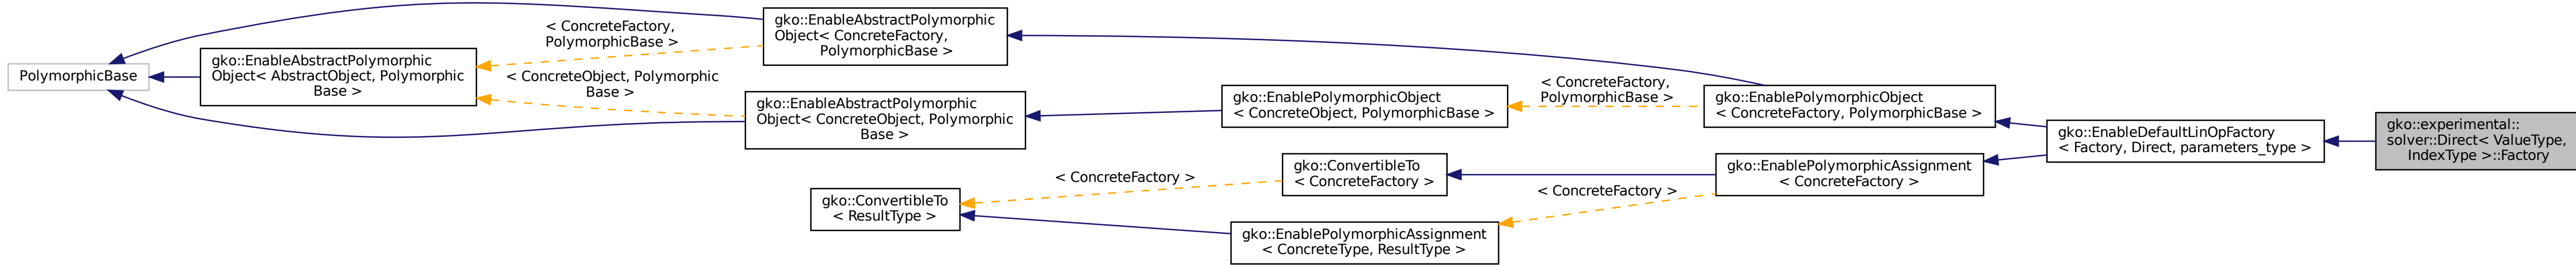 PolymorphicBase
gko::EnableAbstractPolymorphic
Object< AbstractObject, Polymorphic
Base >
< ConcreteFactory,
PolymorphicBase >
< ConcreteObject, Polymorphic
Base >
gko::EnableAbstractPolymorphic
Object< ConcreteFactory,
PolymorphicBase >
gko::EnableAbstractPolymorphic
Object< ConcreteObject, Polymorphic
Base >
gko::ConvertibleTo
< ResultType >
< ConcreteFactory >
gko::EnablePolymorphicObject
< ConcreteObject, PolymorphicBase >
gko::ConvertibleTo
< ConcreteFactory >
gko::EnablePolymorphicAssignment
< ConcreteType, ResultType >
< ConcreteFactory,
PolymorphicBase >
< ConcreteFactory >
gko::EnablePolymorphicObject
< ConcreteFactory, PolymorphicBase >
gko::EnablePolymorphicAssignment
< ConcreteFactory >
gko::EnableDefaultLinOpFactory
< Factory, Direct, parameters_type >
gko::experimental::
solver::Direct< ValueType,
IndexType >::Factory